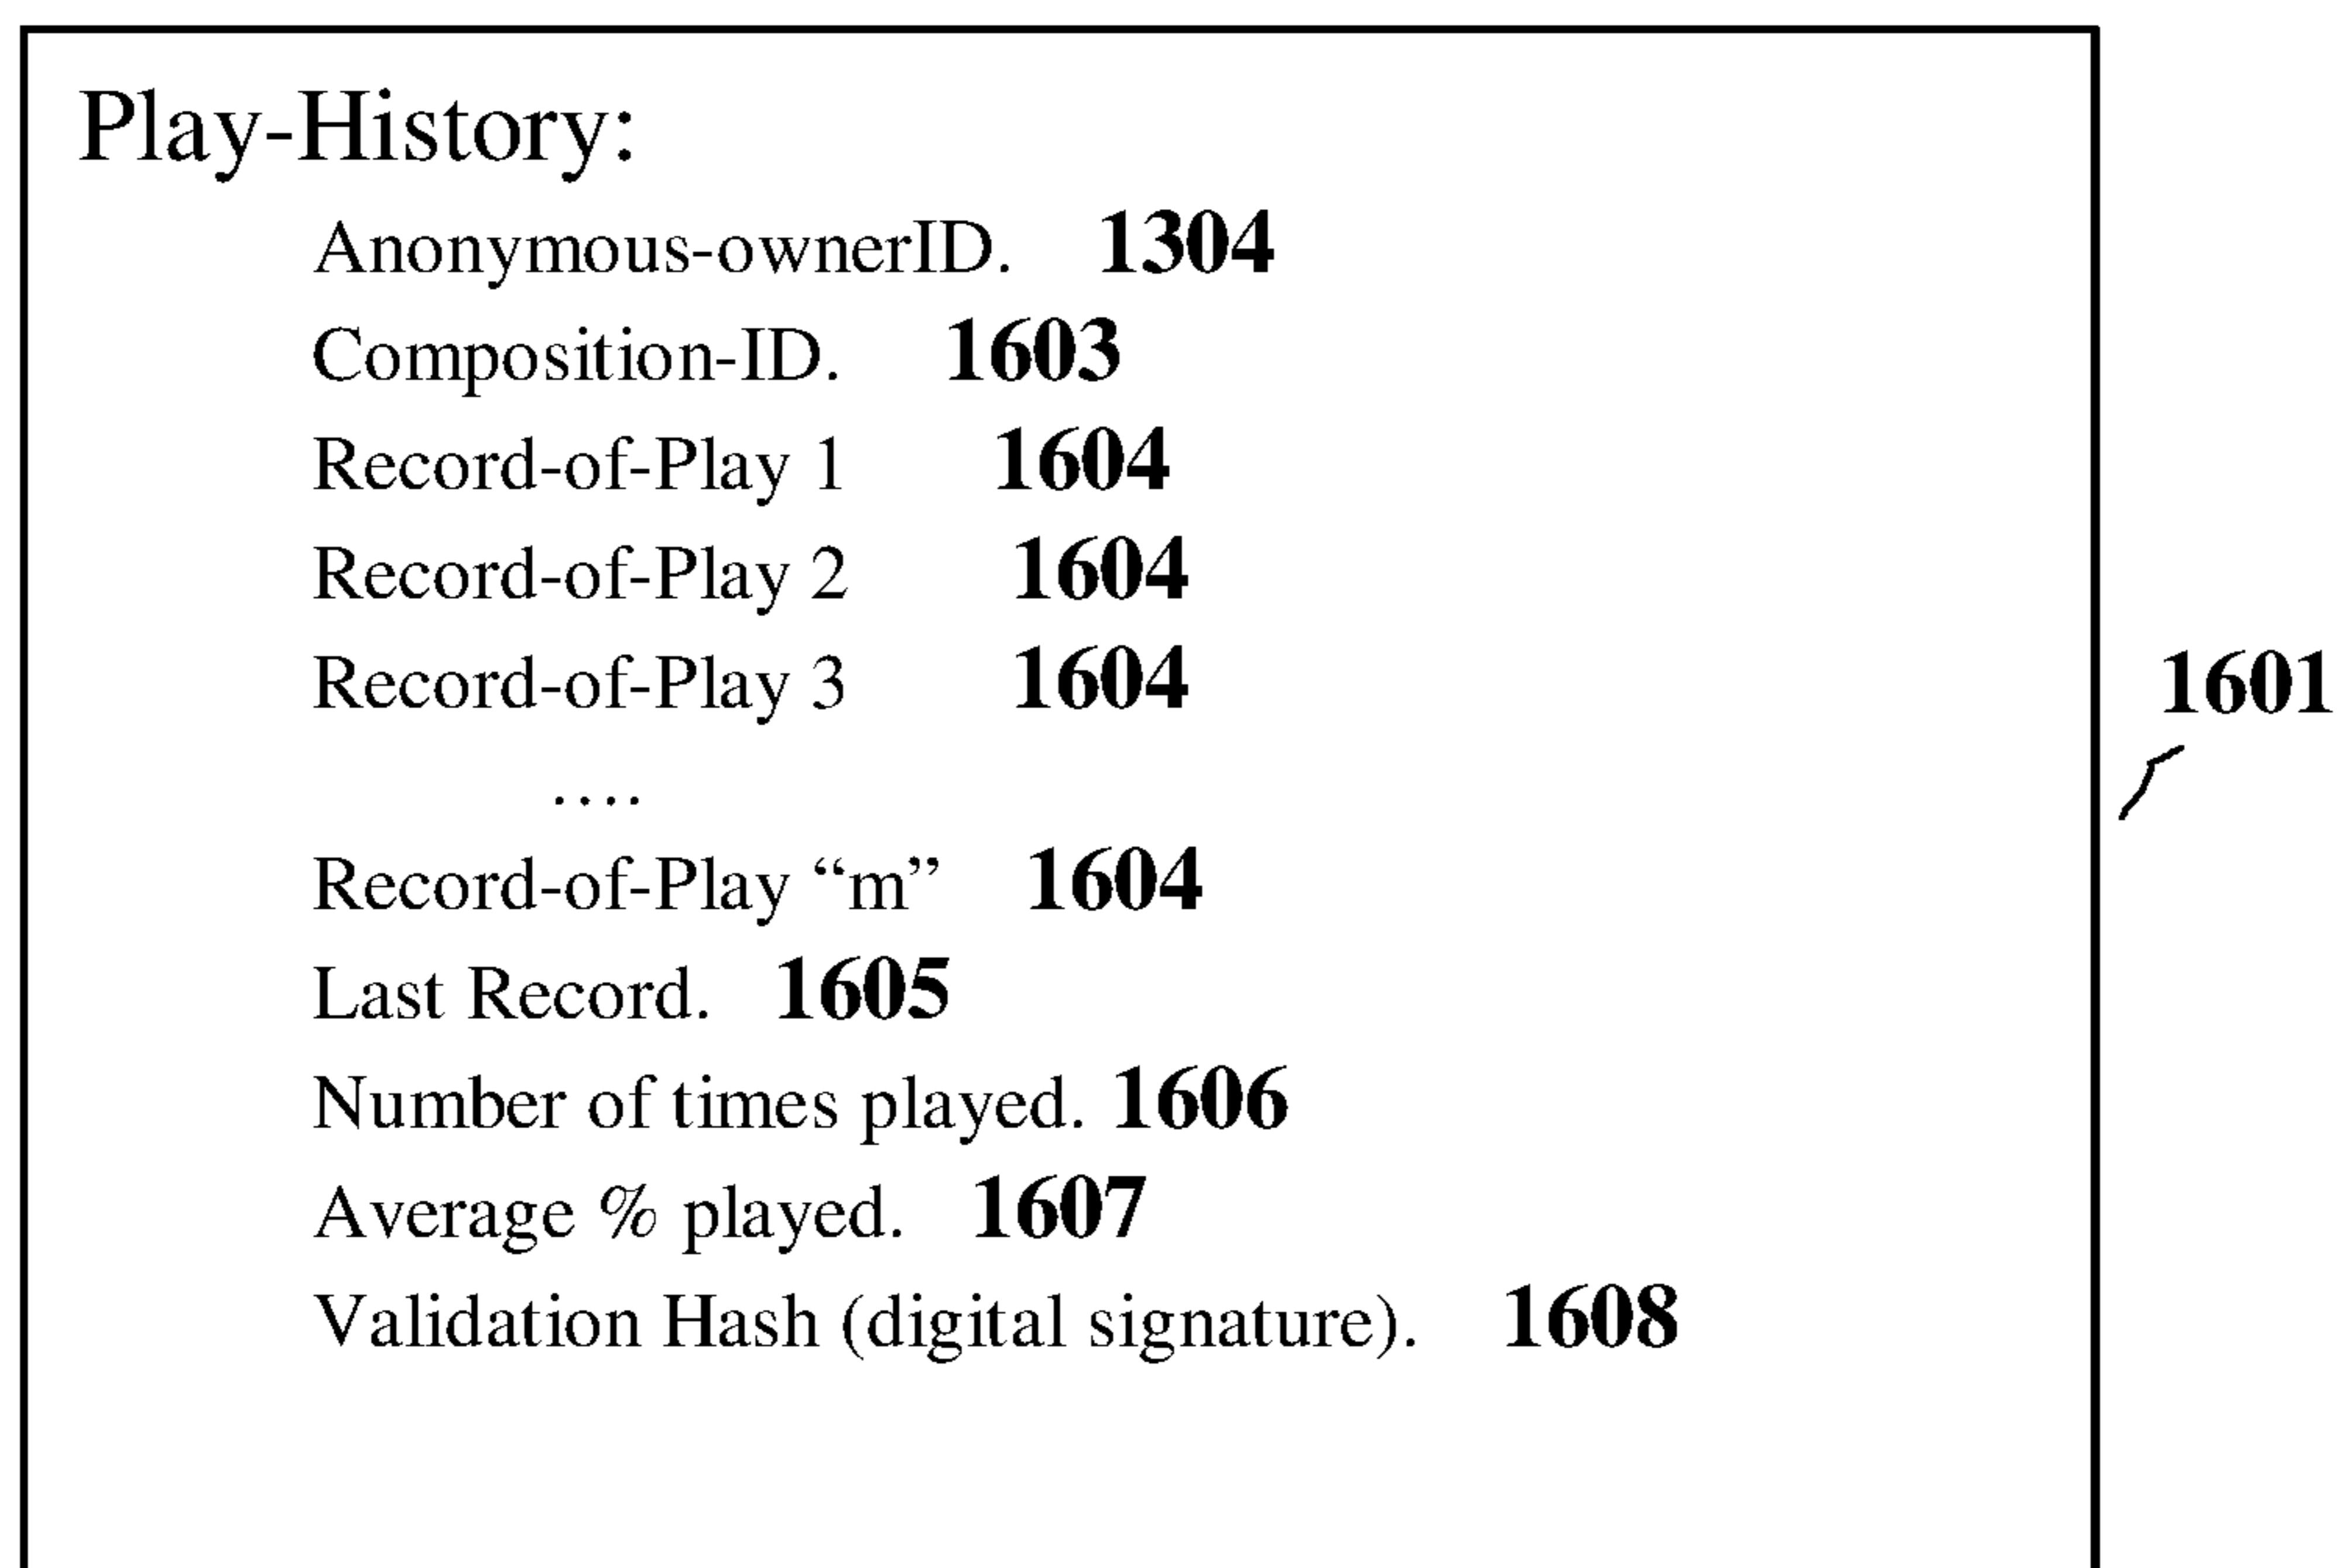 Play-History:
Anonymous-ownerID. 1304
Composition-ID. 1603
Record-of-Play 1 1604
Record-of-Play 2 1604
Record-of-Play 3 1604
1601
....
Record-of-Play “m” 1604
Last Record. 1605
Number of times played. 1606
Average % played. 1607
Validation Hash (digital signature). 1608